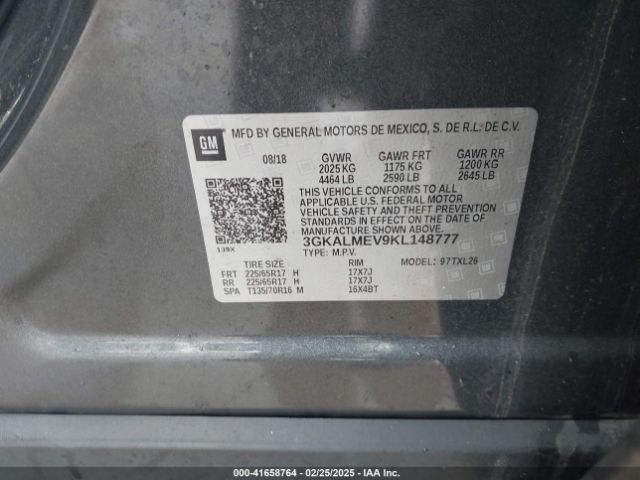 GM
MFD BY GENERAL MOTORS DE MEXICO, S. DE R.L. DE C.V.
08/18 GVWR GAWR FRT GAWR RR
2025 KG 1175 KG 1200 KG
4464 LB 2590 LB 2645 LB
THIS VEHICLE CONFORMS TO ALL
APPLICABLE U.S. FEDERAL MOTOR
VEHICLE SAFETY AND THEFT PREVENTION
STANDARDS IN EFFECT ON THE DATE OF
MANUFACTURE SHOWN ABOVE.
3GKALMEV9KL148777
139X
TYPE: M.P.V. MODEL: 97TXL26
TIRE SIZE RIM
FRT 225/65R17 H 17X7J
RR 225/65R17 H 17X7J
SPA T135/70R16 M 16X4BT
000-41658764 / 02/25/2025 - IAA Inc.